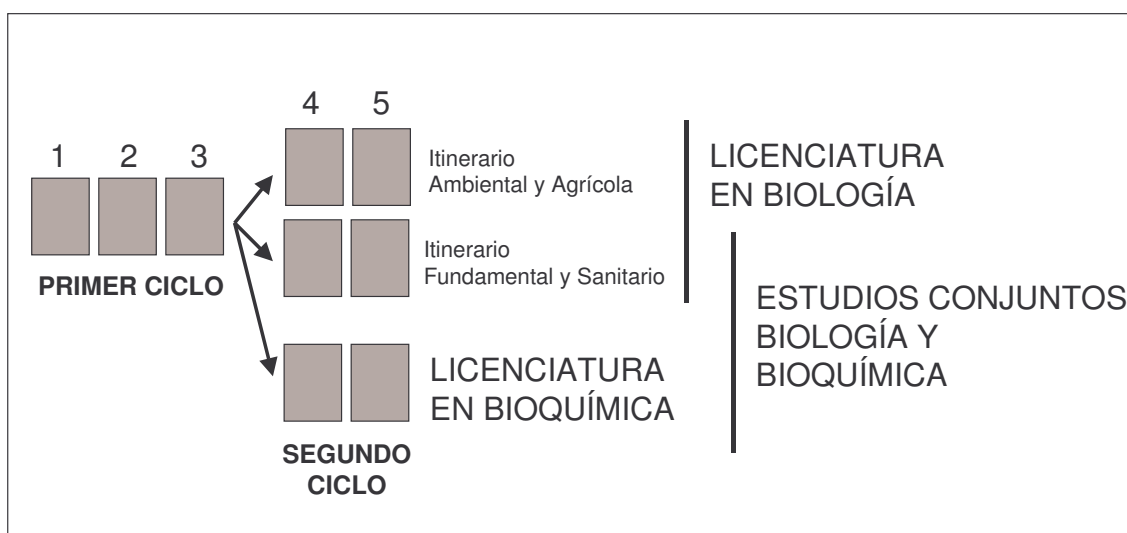 1 2 3
PRIMER CICLO
4 5
Itinerario
Ambiental y Agrícola
Itinerario
Fundamental y Sanitario
LICENCIATURA
EN BIOQUÍMICA
SEGUNDO
CICLO
LICENCIATURA
EN BIOLOGÍA
ESTUDIOS CONJUNTOS
BIOLOGÍA Y
BIOQUÍMICA